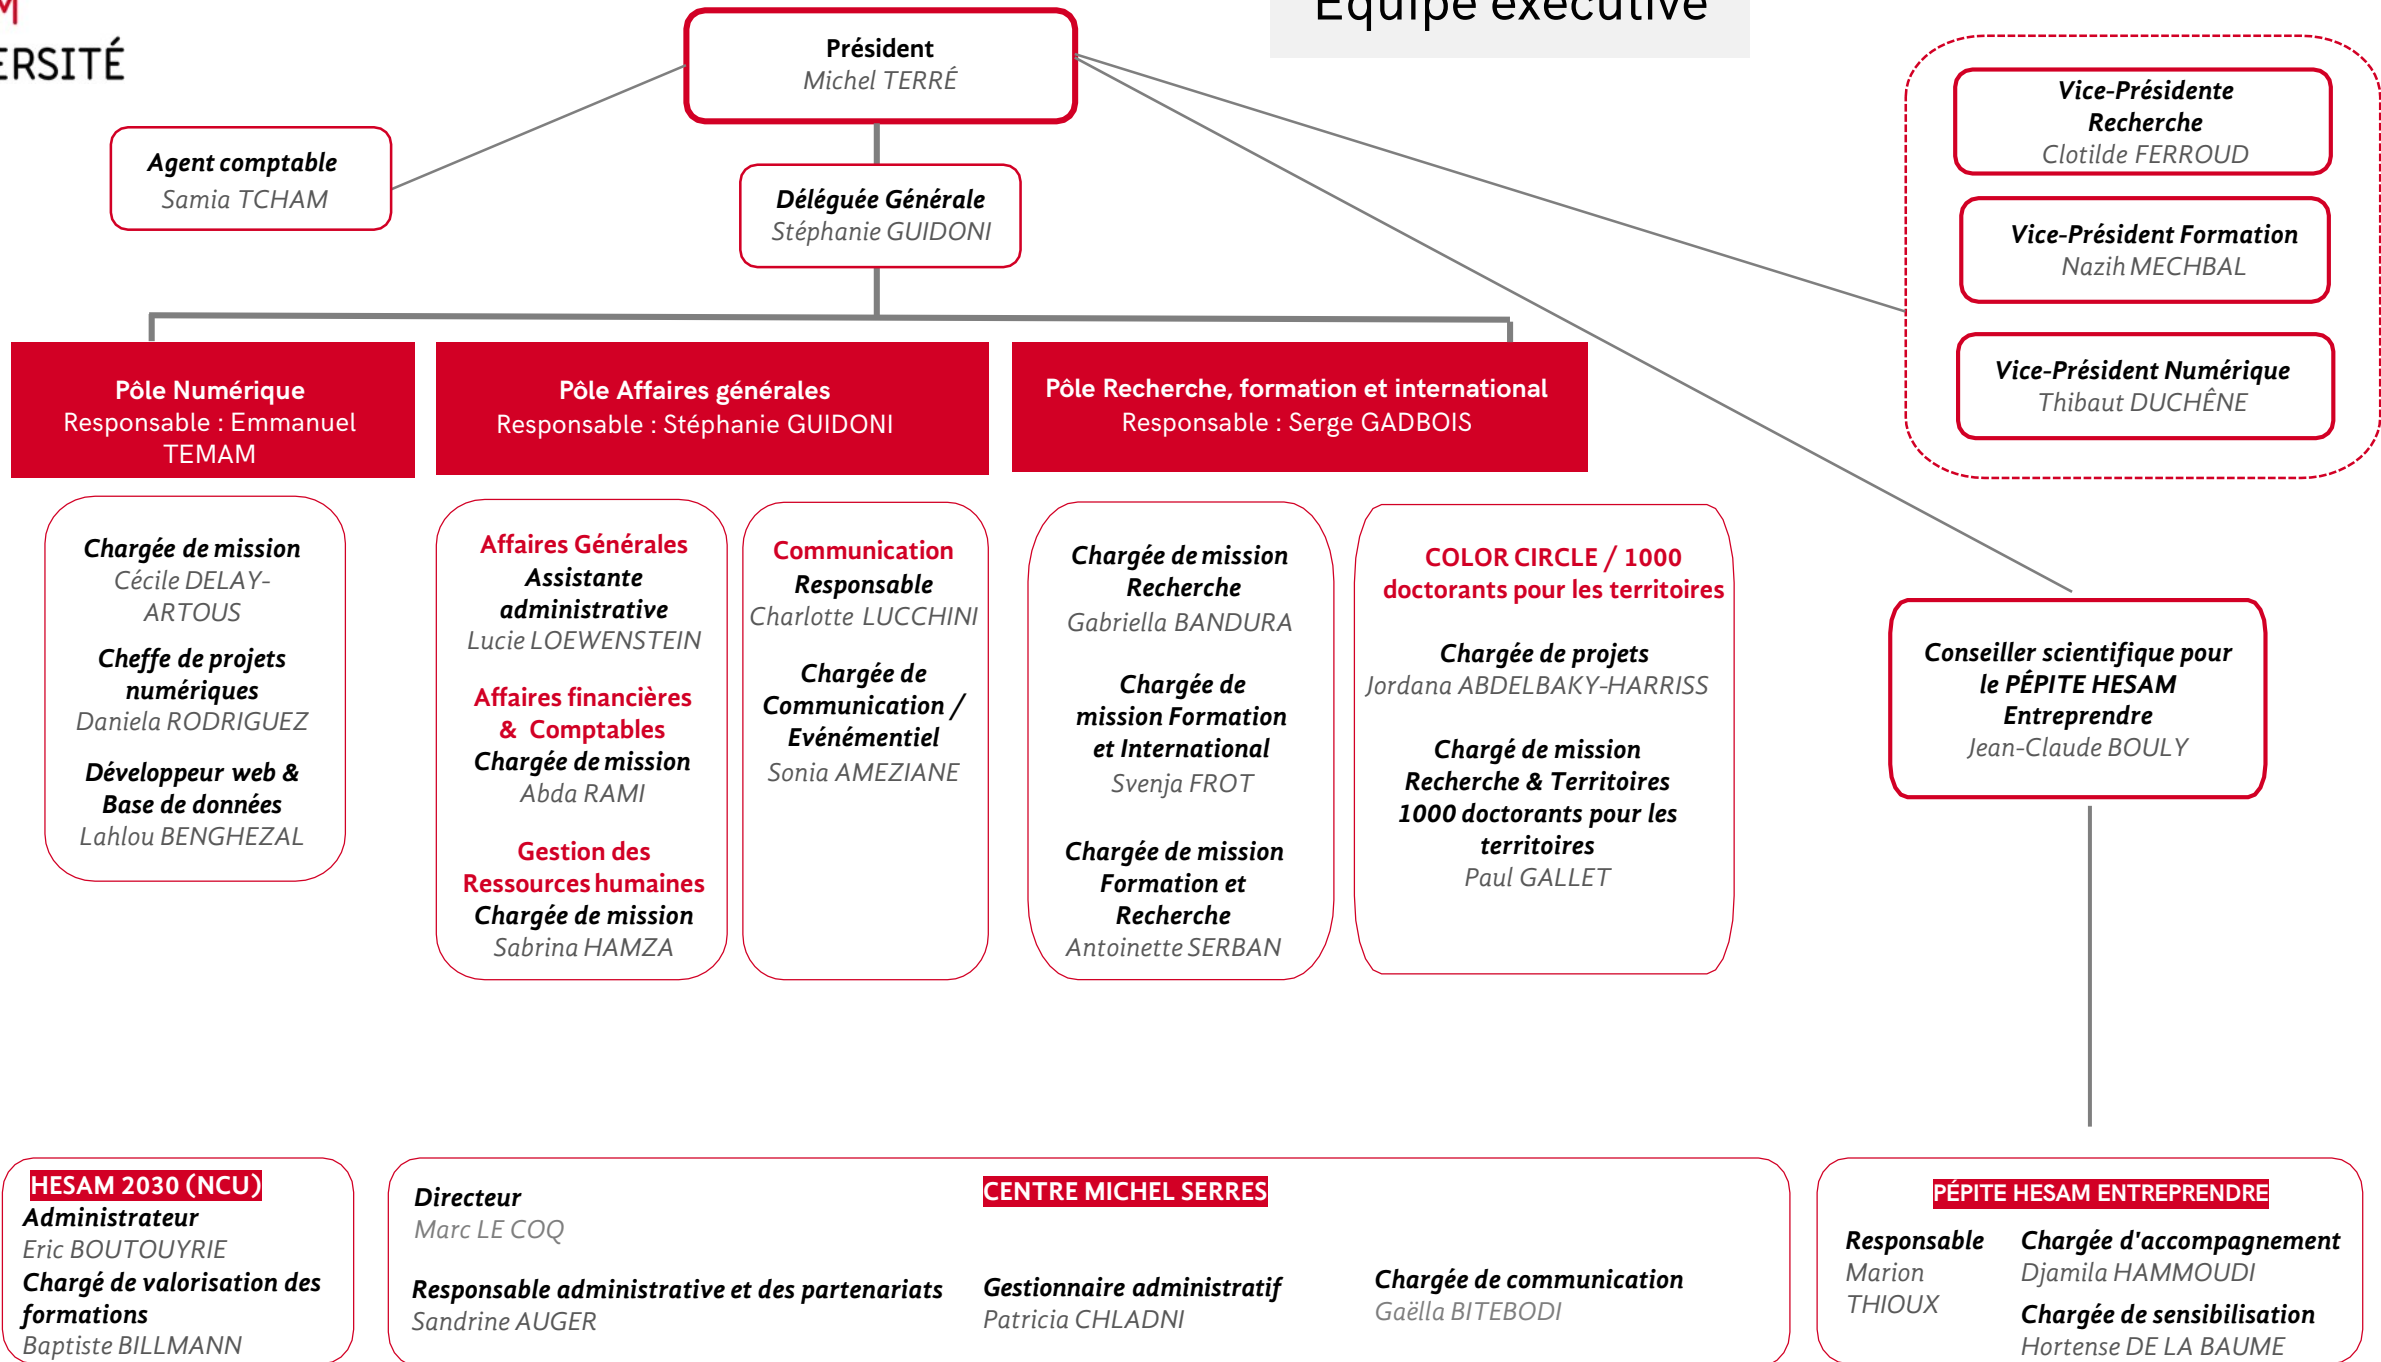 ERSITÉ
Equipe exécutive
Président
Michel TERRÉ
Agent comptable
Samia TCHAM
Déléguée Générale
Stéphanie GUIDONI
Vice-Présidente
Recherche
Clotilde FERROUD
Vice-Président Formation
Nazih MECHBAL
Vice-Président Numérique
Thibaut DUCHÊNE
Pôle Numérique
Responsable : Emmanuel
TEMAM
Pôle Affaires générales
Responsable : Stéphanie GUIDONI
Pôle Recherche, formation et international
Responsable : Serge GADBOIS
Chargée de mission
Cécile DELAY-
ARTOUS
Cheffe de projets
numériques
Daniela RODRIGUEZ
Développeur web &
Base de données
Lahlou BENGHEZAL
Affaires Générales
Assistante
administrative
Lucie LOEWENSTEIN
Affaires financières
& Comptables
Chargée de mission
Abda RAMI
Gestion des
Ressources humaines
Chargée de mission
Sabrina HAMZA
Communication
Responsable
Charlotte LUCCHINI
Chargée de
Communication /
Evénémentiel
Sonia AMEZIANE
Chargée de mission
Recherche
Gabriella BANDURA
Chargée de
mission Formation
et International
Svenja FROT
Chargée de mission
Formation et
Recherche
Antoinette SERBAN
COLOR CIRCLE / 1000
doctorants pour les territoires
Chargée de projets
Jordana ABDELBAKY-HARRISS
Chargé de mission
Recherche & Territoires
1000 doctorants pour les
territoires
Paul GALLET
Conseiller scientifique pour
le PÉPITE HESAM
Entreprendre
Jean-Claude BOULY
HESAM 2030 (NCU)
Administrateur
Eric BOUTOUYRIE
Chargé de valorisation des
formations
Baptiste BILLMANN
CENTRE MICHEL SERRES
Directeur
Marc LE COQ
Responsable administrative et des partenariats
Sandrine AUGER
Gestionnaire administratif
Patricia CHLADNI
Chargée de communication
Gaëlla BITEBODI
PÉPITE HESAM ENTREPRENDRE
Responsable
Marion
THIOUX
Chargée d'accompagnement
Djamila HAMMOUDI
Chargée de sensibilisation
Hortense DE LA BAUME